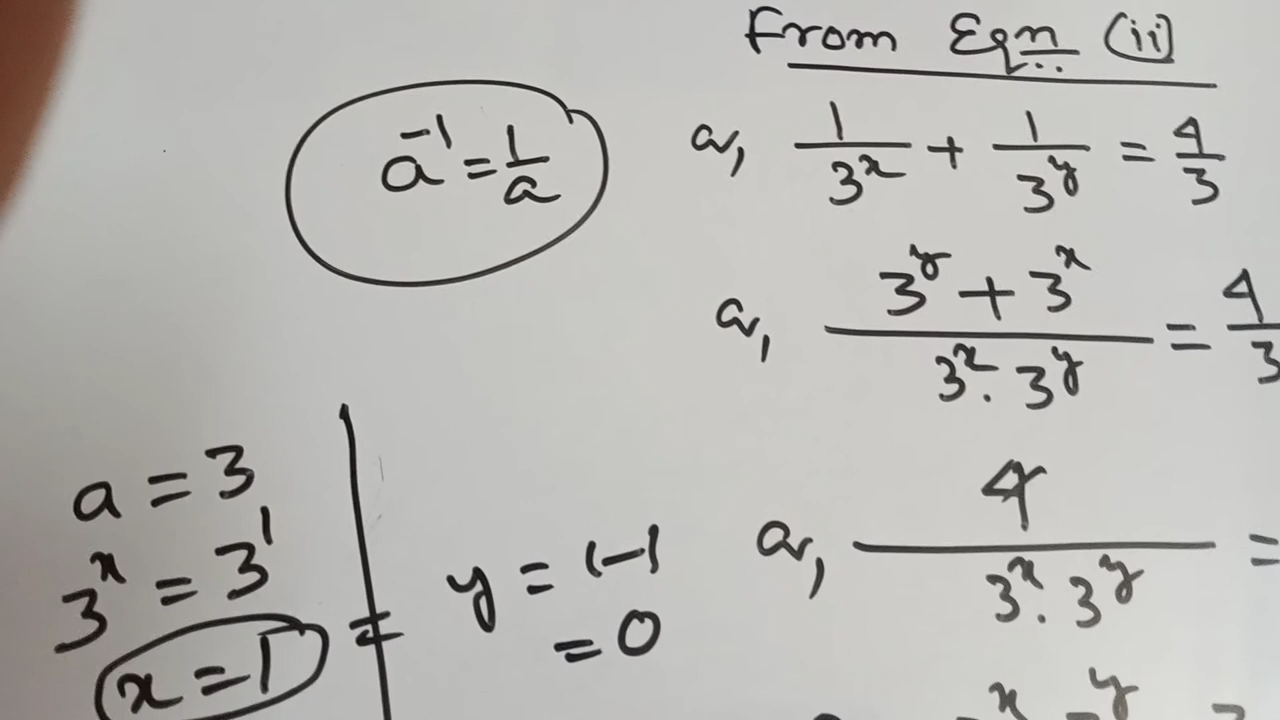 From Eqn (ii)
a⁻¹ = 1/a
or, 1/3ˣ + 1/3ʸ = 4/3
or, (3ʸ + 3ˣ)/(3ˣ . 3ʸ) = 4/3
or, 4/(3ˣ . 3ʸ) =
a = 3
3ˣ = 3¹
x = 1
y = 1-1
= 0